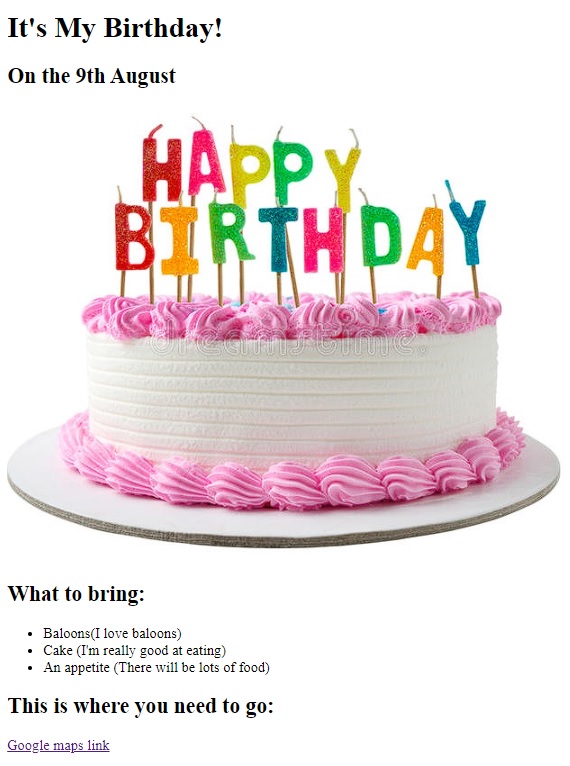 It's My Birthday!
On the 9th August
HAPPY
BIRTHDAY
dreamstime.
What to bring:
Baloons(I love baloons)
Cake (I'm really good at eating)
An appetite (There will be lots of food)
This is where you need to go:
Google maps link